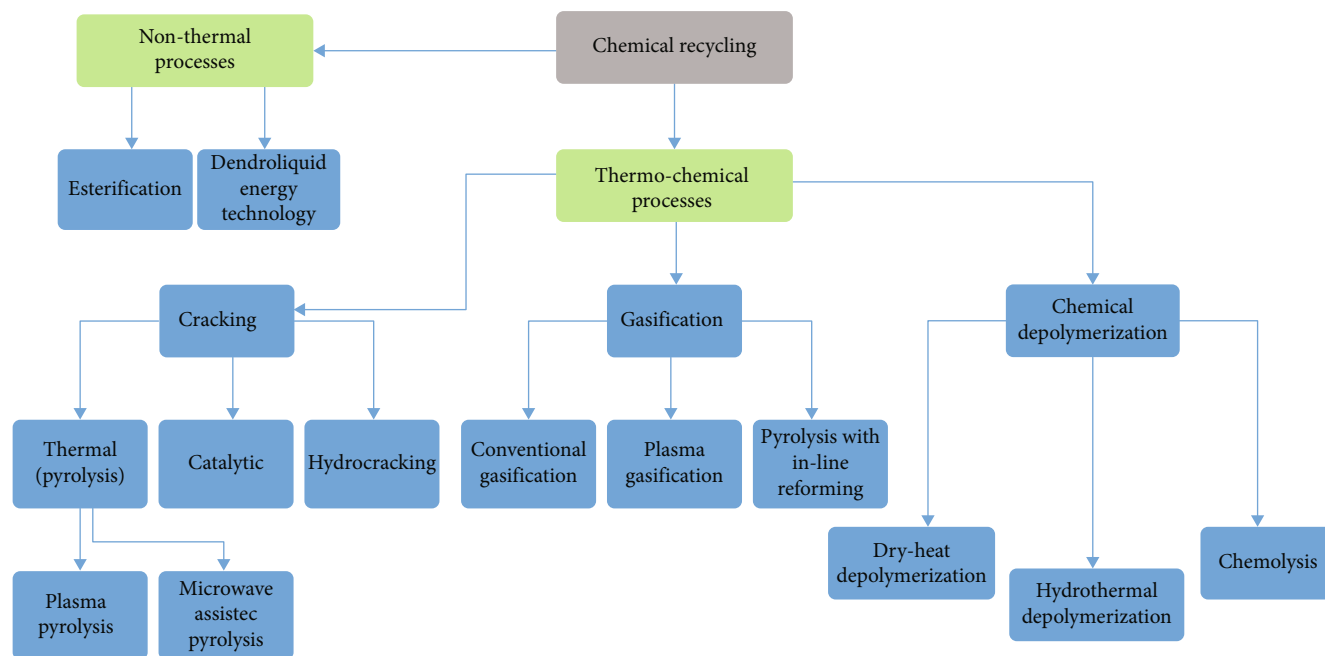 Non-thermal
processes
Chemical recycling
Esterification
Dendroliquid
energy
technology
Thermo-chemical
processes
Cracking
Gasification
Chemical
depolymerization
Thermal
(pyrolysis)
Catalytic
Hydrocracking
Conventional
gasification
Plasma
gasification
Pyrolysis with
in-line
reforming
Dry-heat
depolymerization
Hydrothermal
depolymerization
Chemolysis
Plasma
pyrolysis
Microwave
assistec
pyrolysis